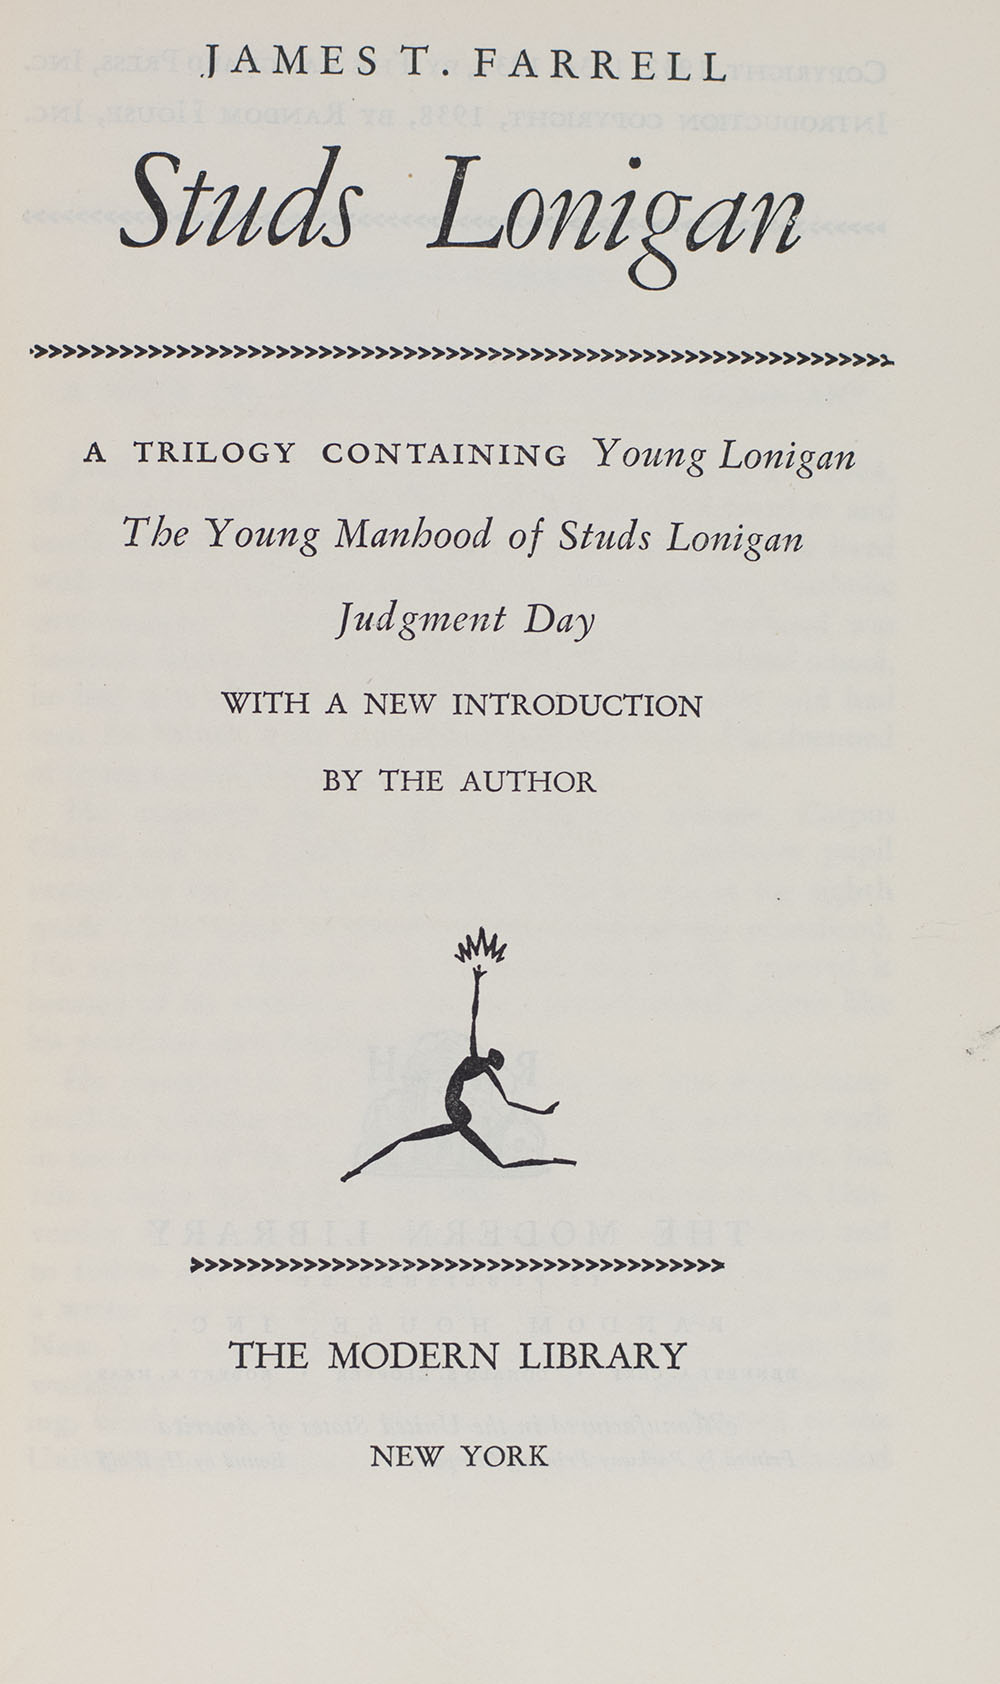 JAMES T. FARRELL
Studs Lonigan
A TRILOGY CONTAINING Young Lonigan
The Young Manhood of Studs Lonigan
Judgment Day
WITH A NEW INTRODUCTION
BY THE AUTHOR
THE MODERN LIBRARY
NEW YORK